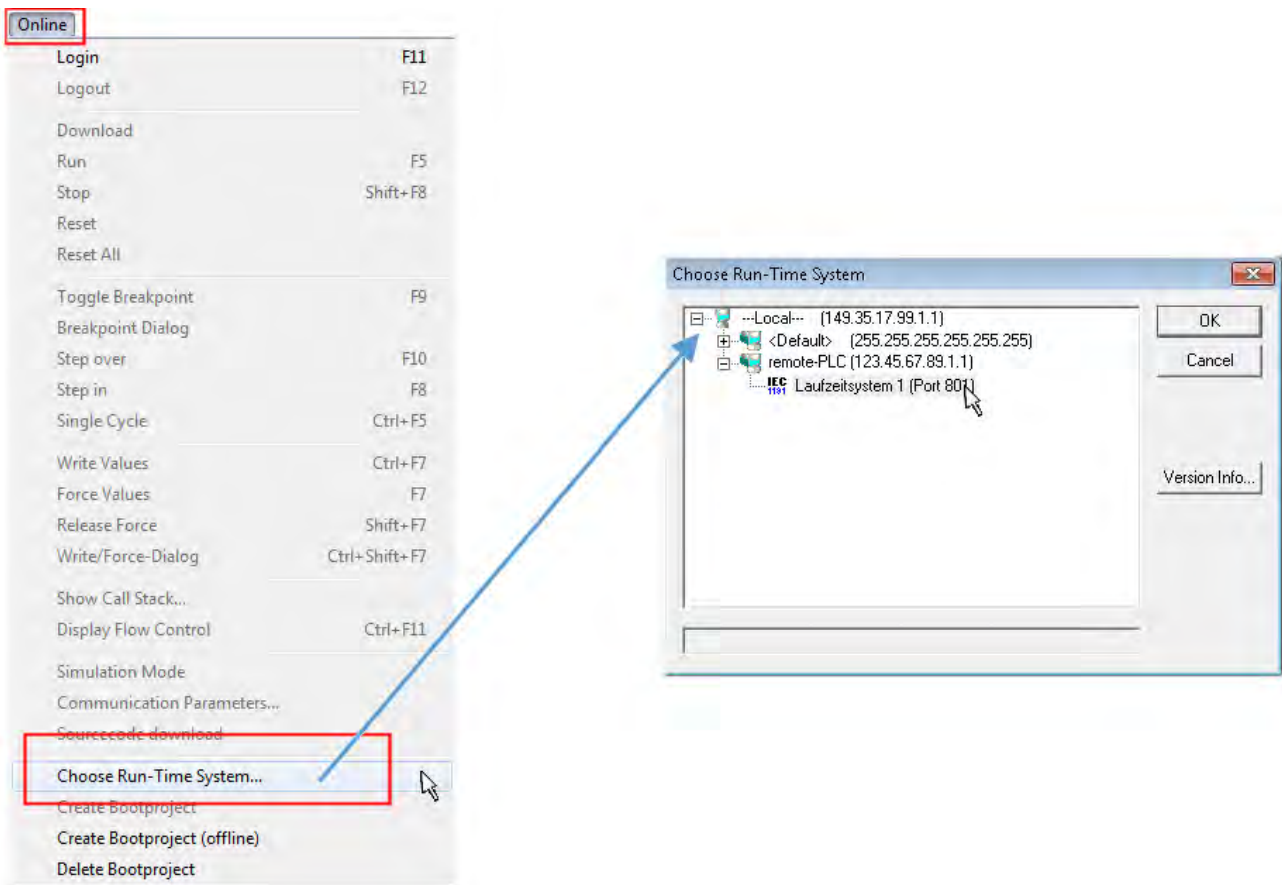 Online
Login F11
Logout F12
Download
Run F5
Stop Shift+F8
Reset
Reset All
Toggle Breakpoint F9
Breakpoint Dialog
Step over F10
Step in F8
Single Cycle Ctrl+F5
Write Values Ctrl+F7
Force Values F7
Release Force Shift+F7
Write/Force-Dialog Ctrl+Shift+F7
Show Call Stack...
Display Flow Control Ctrl+F11
Simulation Mode
Communication Parameters...
Sourcecode download
Choose Run-Time System...
Create Bootproject
Create Bootproject (offline)
Delete Bootproject
Choose Run-Time System
---Local--- (149.35.17.99.1.1)
<Default> (255.255.255.255.255.255)
remote-PLC (123.45.67.89.1.1)
IEC 1131 Laufzeitsystem 1 (Port 801)
OK
Cancel
Version Info...